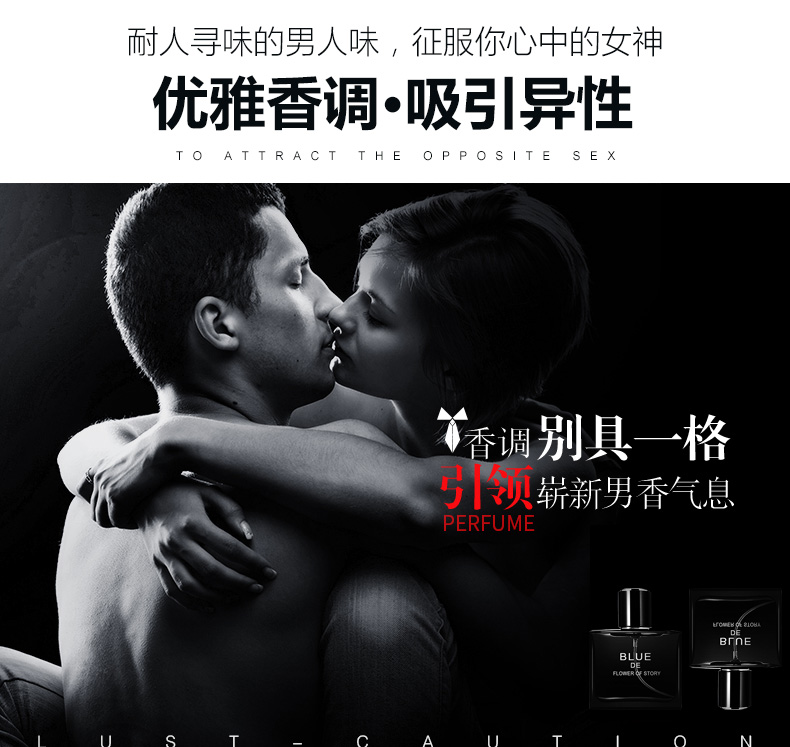 耐人寻味的男人味，征服你心中的女神
优雅香调·吸引异性
TO ATTRACT THE OPPOSITE SEX
香调 别具一格
引领 崭新男香气息
PERFUME
BLUE
DE
FLOWER OF STORY
FLOWER OF STORY
DE
BLUE
LUST-CAUTION